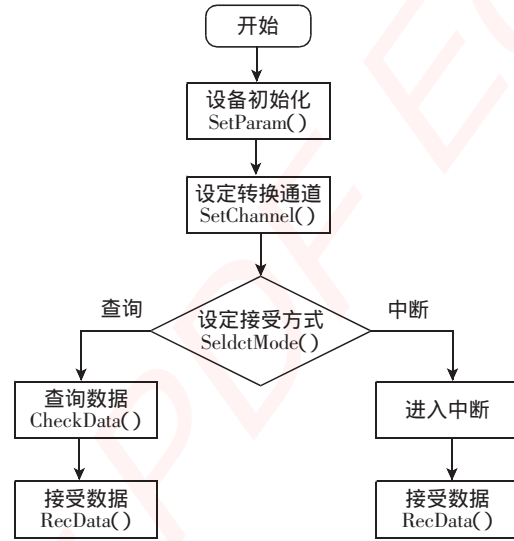 开始
设备初始化
SetParam()
设定转换通道
SetChannel()
查询
设定接受方式
SeldctMode()
中断
查询数据
CheckData()
进入中断
接受数据
RecData()
接受数据
RecData()